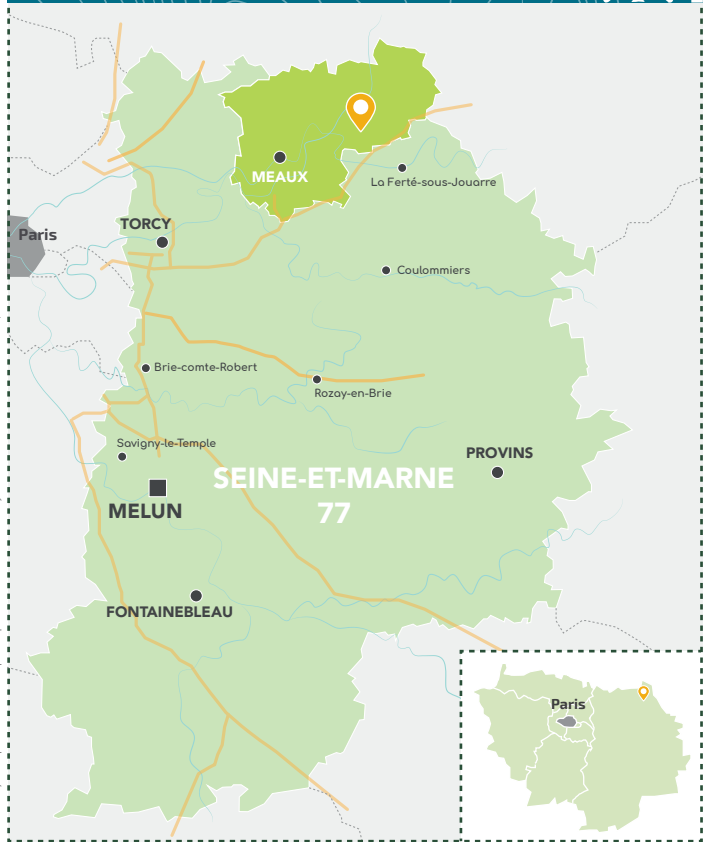 MEAUX
La Ferté-sous-Jouarre
TORCY
Paris
Coulommiers
Brie-comte-Robert
Rozay-en-Brie
Savigny-le-Temple
PROVINS
SEINE-ET-MARNE
77
MELUN
FONTAINEBLEAU
Paris